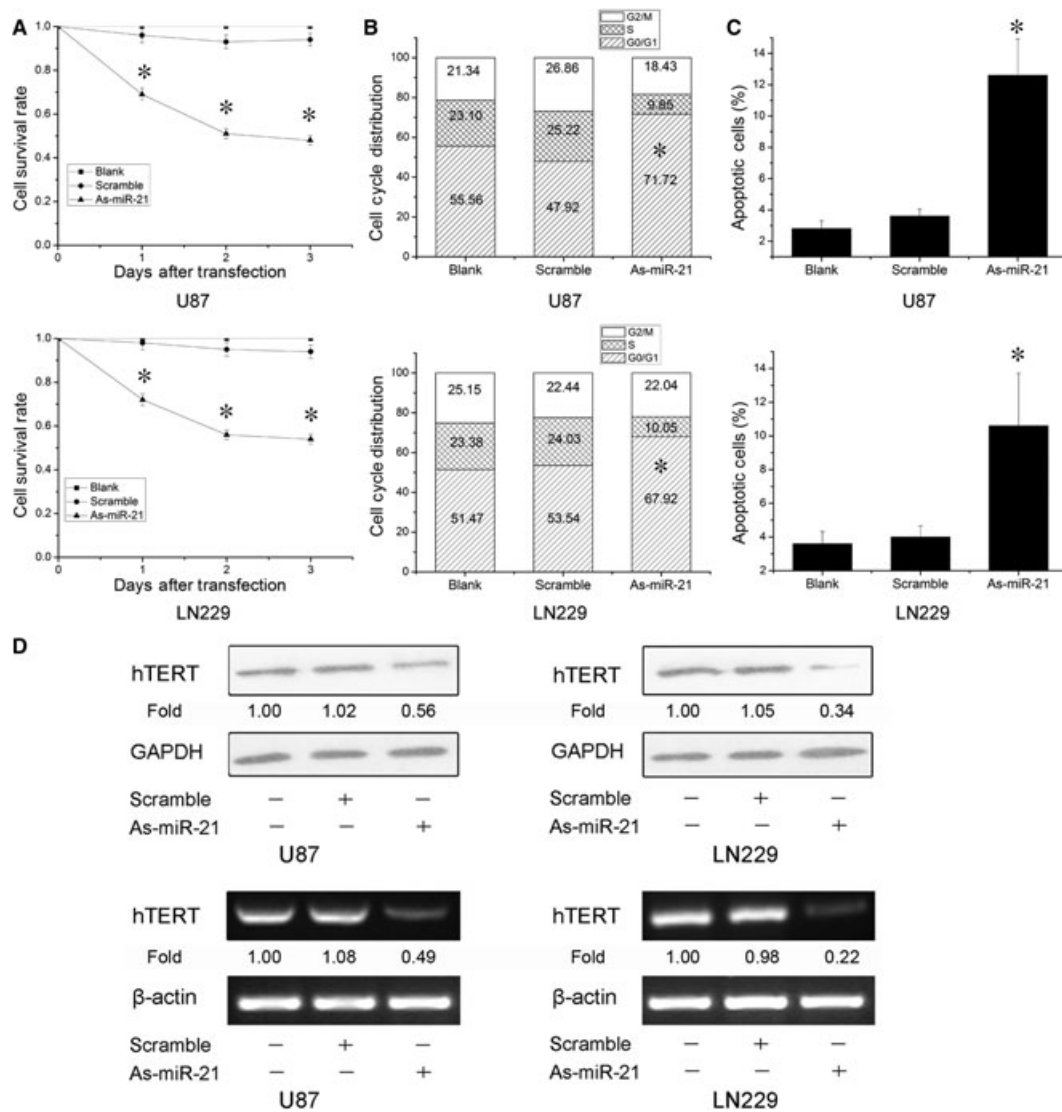 A
Cell survival rate
1.0
0.8
0.6
0.4
0.2
0.0
*
*
*
Blank
Scramble
As-miR-21
0 1 2 3
Days after transfection
U87
B
G2/M
S
G0/G1
Cell cycle distribution
100
80
60
40
20
0
21.34 26.86 18.43
23.10 25.22 9.85
*
55.56 47.92 71.72
Blank Scramble As-miR-21
U87
C
Apoptotic cells (%)
14
12
10
8
6
4
2
*
Blank Scramble As-miR-21
U87
Cell survival rate
1.0
0.8
0.6
0.4
0.2
0.0
*
*
*
Blank
Scramble
As-miR-21
0 1 2 3
Days after transfection
LN229
G2/M
S
G0/G1
Cell cycle distribution
100
80
60
40
20
0
25.15 22.44 22.04
23.38 24.03 10.05
*
51.47 53.54 67.92
Blank Scramble As-miR-21
LN229
Apoptotic cells (%)
14
12
10
8
6
4
2
*
Blank Scramble As-miR-21
LN229
D
hTERT
Fold 1.00 1.02 0.56
GAPDH
Scramble − + −
As-miR-21 − − +
U87
hTERT
Fold 1.00 1.05 0.34
GAPDH
Scramble − + −
As-miR-21 − − +
LN229
hTERT
Fold 1.00 1.08 0.49
β-actin
Scramble − + −
As-miR-21 − − +
U87
hTERT
Fold 1.00 0.98 0.22
β-actin
Scramble − + −
As-miR-21 − − +
LN229